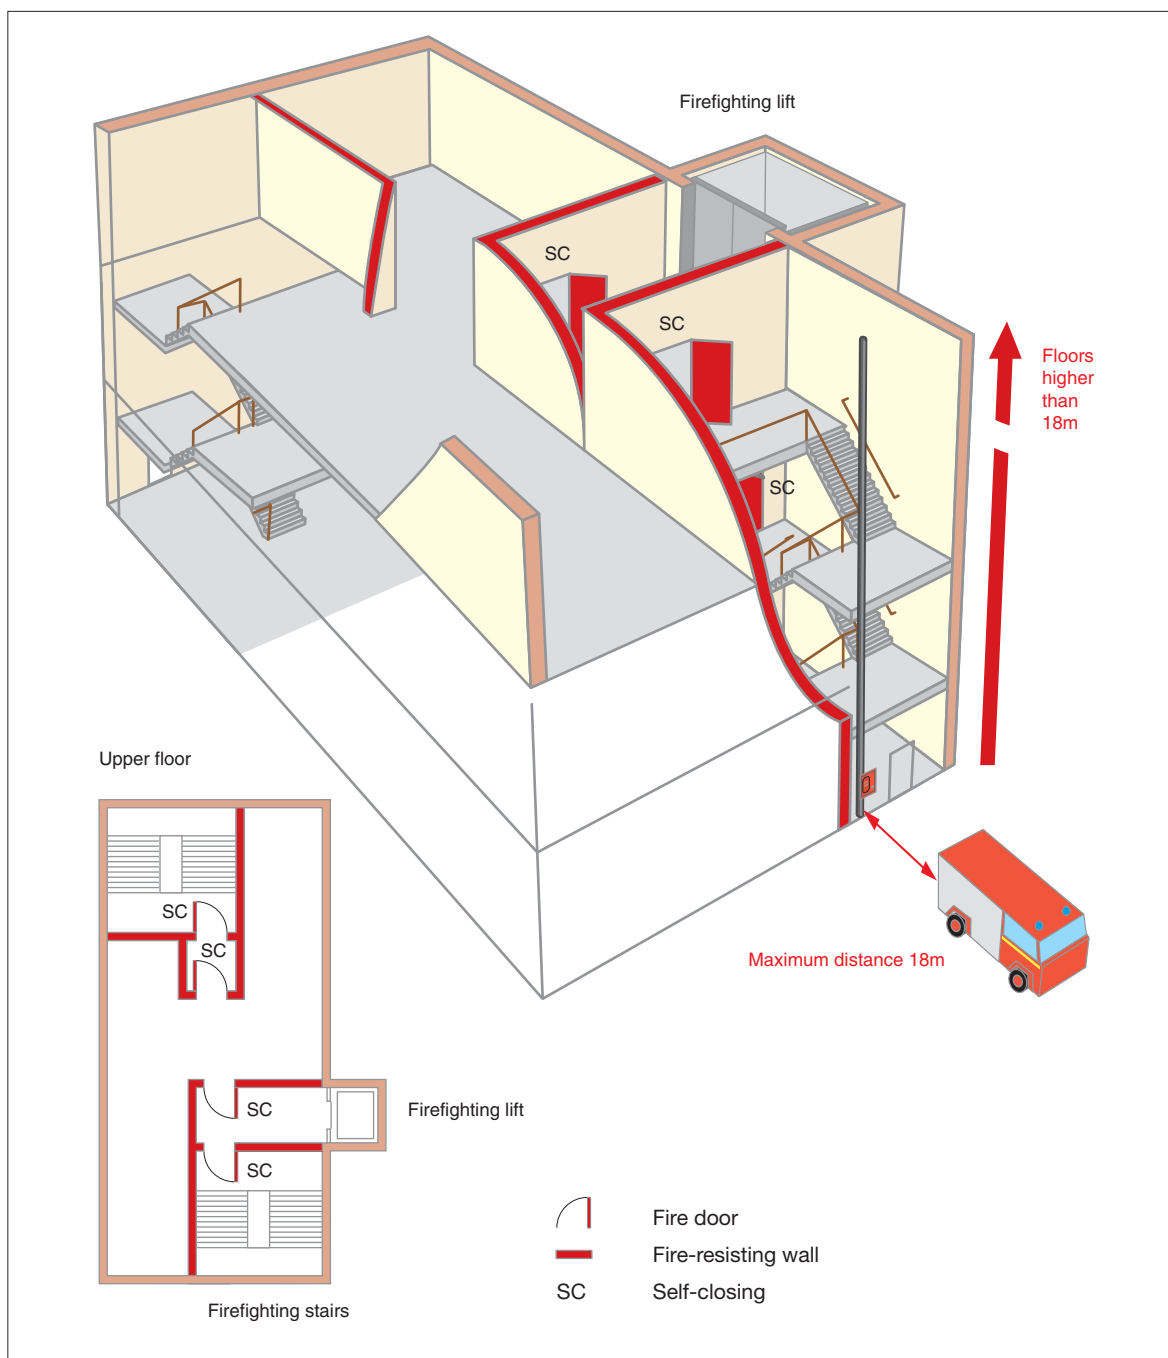 Firefighting lift
SC
SC
Floors
higher
than
18m
SC
Upper floor
SC
SC
Maximum distance 18m
SC
Firefighting lift
SC
Fire door
Fire-resisting wall
SC
Self-closing
Firefighting stairs